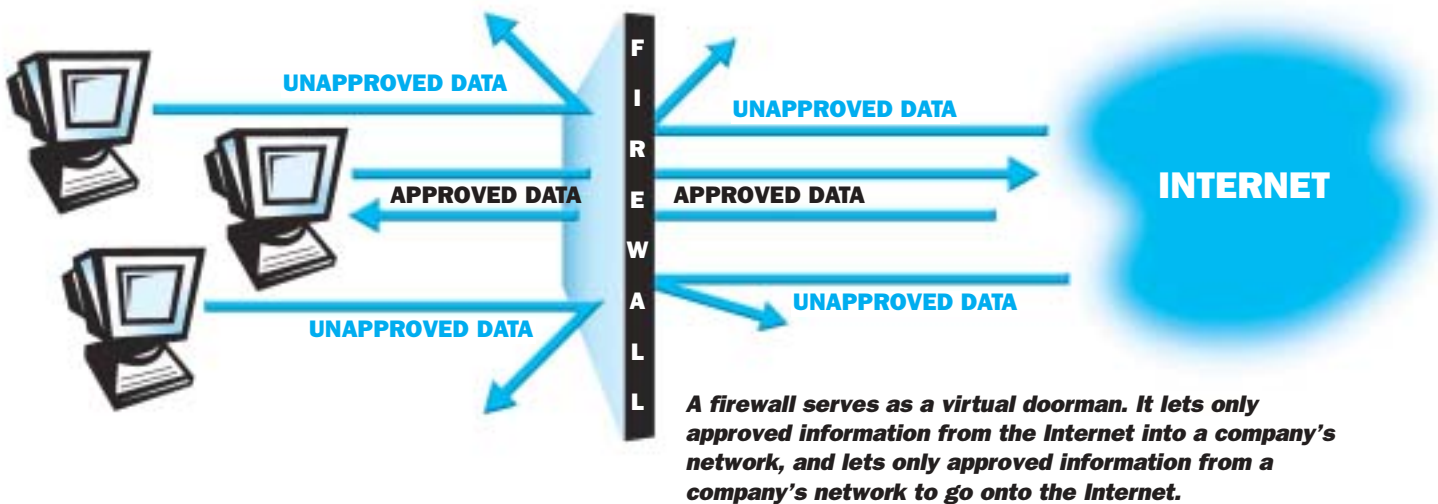 UNAPPROVED DATA
APPROVED DATA
UNAPPROVED DATA
FIREWALL
UNAPPROVED DATA
APPROVED DATA
UNAPPROVED DATA
INTERNET
A firewall serves as a virtual doorman. It lets only
approved information from the Internet into a company's
network, and lets only approved information from a
company's network to go onto the Internet.